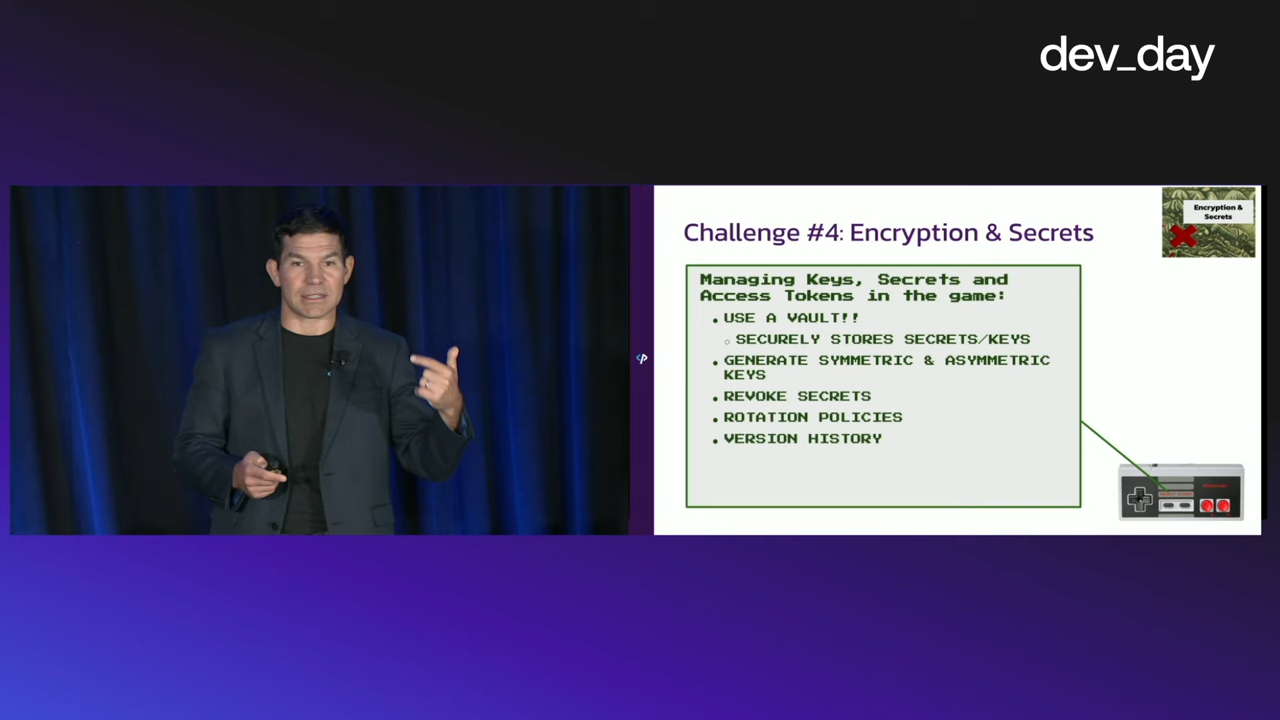 dev_day
Encryption &
Secrets
Challenge #4: Encryption & Secrets
Managing Keys, Secrets and
Access Tokens in the game:
• USE A VAULT!!
○ SECURELY STORES SECRETS/KEYS
• GENERATE SYMMETRIC & ASYMMETRIC
KEYS
• REVOKE SECRETS
• ROTATION POLICIES
• VERSION HISTORY